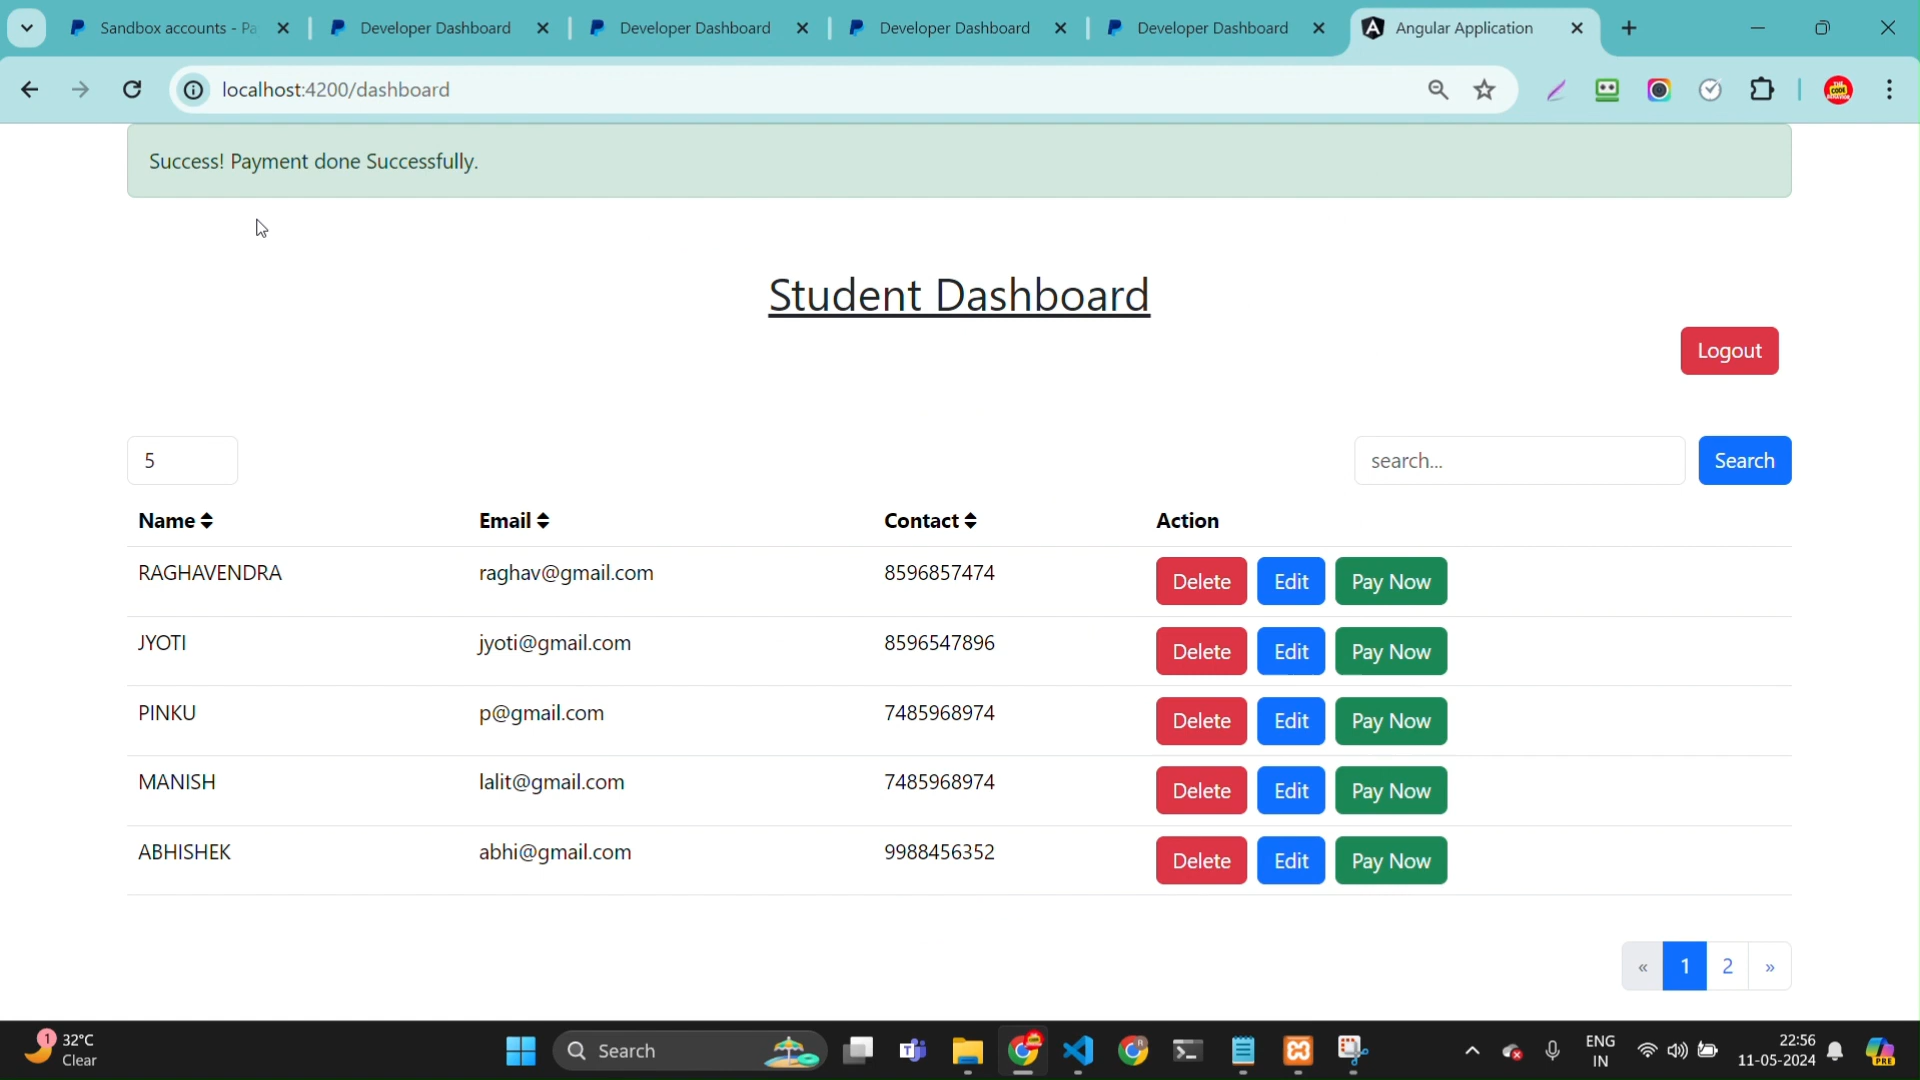 Sandbox accounts - Pa
Developer Dashboard
Developer Dashboard
Developer Dashboard
Developer Dashboard
Angular Application
localhost:4200/dashboard
Success! Payment done Successfully.
Student Dashboard
Logout
5
search...
Search
Name Email Contact Action
RAGHAVENDRA raghav@gmail.com 8596857474 Delete Edit Pay Now
JYOTI jyoti@gmail.com 8596547896 Delete Edit Pay Now
PINKU p@gmail.com 7485968974 Delete Edit Pay Now
MANISH lalit@gmail.com 7485968974 Delete Edit Pay Now
ABHISHEK abhi@gmail.com 9988456352 Delete Edit Pay Now
« 1 2 »
1
32°C
Clear
Search
ENG
IN
22:56
11-05-2024
PRE